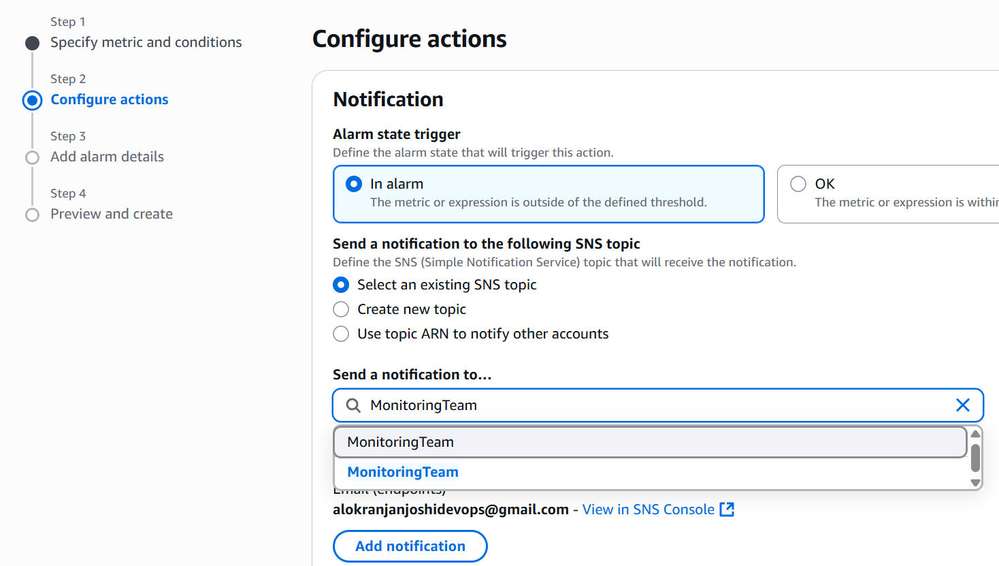 Step 1
Specify metric and conditions
Step 2
Configure actions
Step 3
Add alarm details
Step 4
Preview and create
Configure actions
Notification
Alarm state trigger
Define the alarm state that will trigger this action.
In alarm
The metric or expression is outside of the defined threshold.
OK
The metric or expression is within
Send a notification to the following SNS topic
Define the SNS (Simple Notification Service) topic that will receive the notification.
Select an existing SNS topic
Create new topic
Use topic ARN to notify other accounts
Send a notification to...
MonitoringTeam
MonitoringTeam
MonitoringTeam
Email (endpoints)
alokranjanjoshidevops@gmail.com - View in SNS Console
Add notification